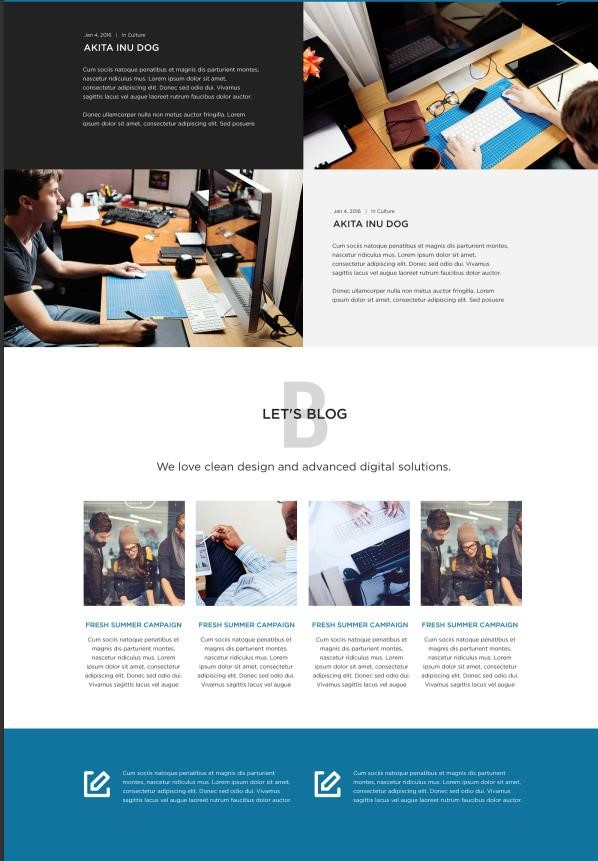 Jan 4, 2016 | In Culture
AKITA INU DOG
Cum sociis natoque penatibus et magnis dis parturient montes,
nascetur ridiculus mus. Lorem ipsum dolor sit amet,
consectetur adipiscing elit. Donec sed odio dui. Vivamus
sagittis lacus vel augue laoreet rutrum faucibus dolor auctor.
Donec ullamcorper nulla non metus auctor fringilla. Lorem
ipsum dolor sit amet, consectetur adipiscing elit. Sed posuere
Jan 4, 2016 | In Culture
AKITA INU DOG
Cum sociis natoque penatibus et magnis dis parturient montes,
nascetur ridiculus mus. Lorem ipsum dolor sit amet,
consectetur adipiscing elit. Donec sed odio dui. Vivamus
sagittis lacus vel augue laoreet rutrum faucibus dolor auctor.
Donec ullamcorper nulla non metus auctor fringilla. Lorem
ipsum dolor sit amet, consectetur adipiscing elit. Sed posuere
B
LET'S BLOG
We love clean design and advanced digital solutions.
FRESH SUMMER CAMPAIGN
Cum sociis natoque penatibus et
magnis dis parturient montes,
nascetur ridiculus mus. Lorem
ipsum dolor sit amet, consectetur
adipiscing elit. Donec sed odio dui.
Vivamus sagittis lacus vel augue
FRESH SUMMER CAMPAIGN
Cum sociis natoque penatibus et
magnis dis parturient montes,
nascetur ridiculus mus. Lorem
ipsum dolor sit amet, consectetur
adipiscing elit. Donec sed odio dui.
Vivamus sagittis lacus vel augue
FRESH SUMMER CAMPAIGN
Cum sociis natoque penatibus et
magnis dis parturient montes,
nascetur ridiculus mus. Lorem
ipsum dolor sit amet, consectetur
adipiscing elit. Donec sed odio dui.
Vivamus sagittis lacus vel augue
FRESH SUMMER CAMPAIGN
Cum sociis natoque penatibus et
magnis dis parturient montes,
nascetur ridiculus mus. Lorem
ipsum dolor sit amet, consectetur
adipiscing elit. Donec sed odio dui.
Vivamus sagittis lacus vel augue
Cum sociis natoque penatibus et magnis dis parturient
montes, nascetur ridiculus mus. Lorem ipsum dolor sit amet,
consectetur adipiscing elit. Donec sed odio dui. Vivamus
sagittis lacus vel augue laoreet rutrum faucibus dolor auctor.
Cum sociis natoque penatibus et magnis dis parturient
montes, nascetur ridiculus mus. Lorem ipsum dolor sit amet,
consectetur adipiscing elit. Donec sed odio dui. Vivamus
sagittis lacus vel augue laoreet rutrum faucibus dolor auctor.